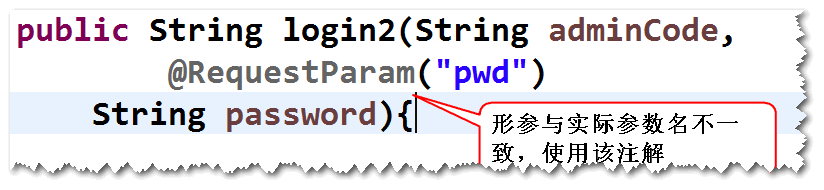 public String login2(String adminCode,
@RequestParam("pwd")
String password){
形参与实际参数名不一
致，使用该注解